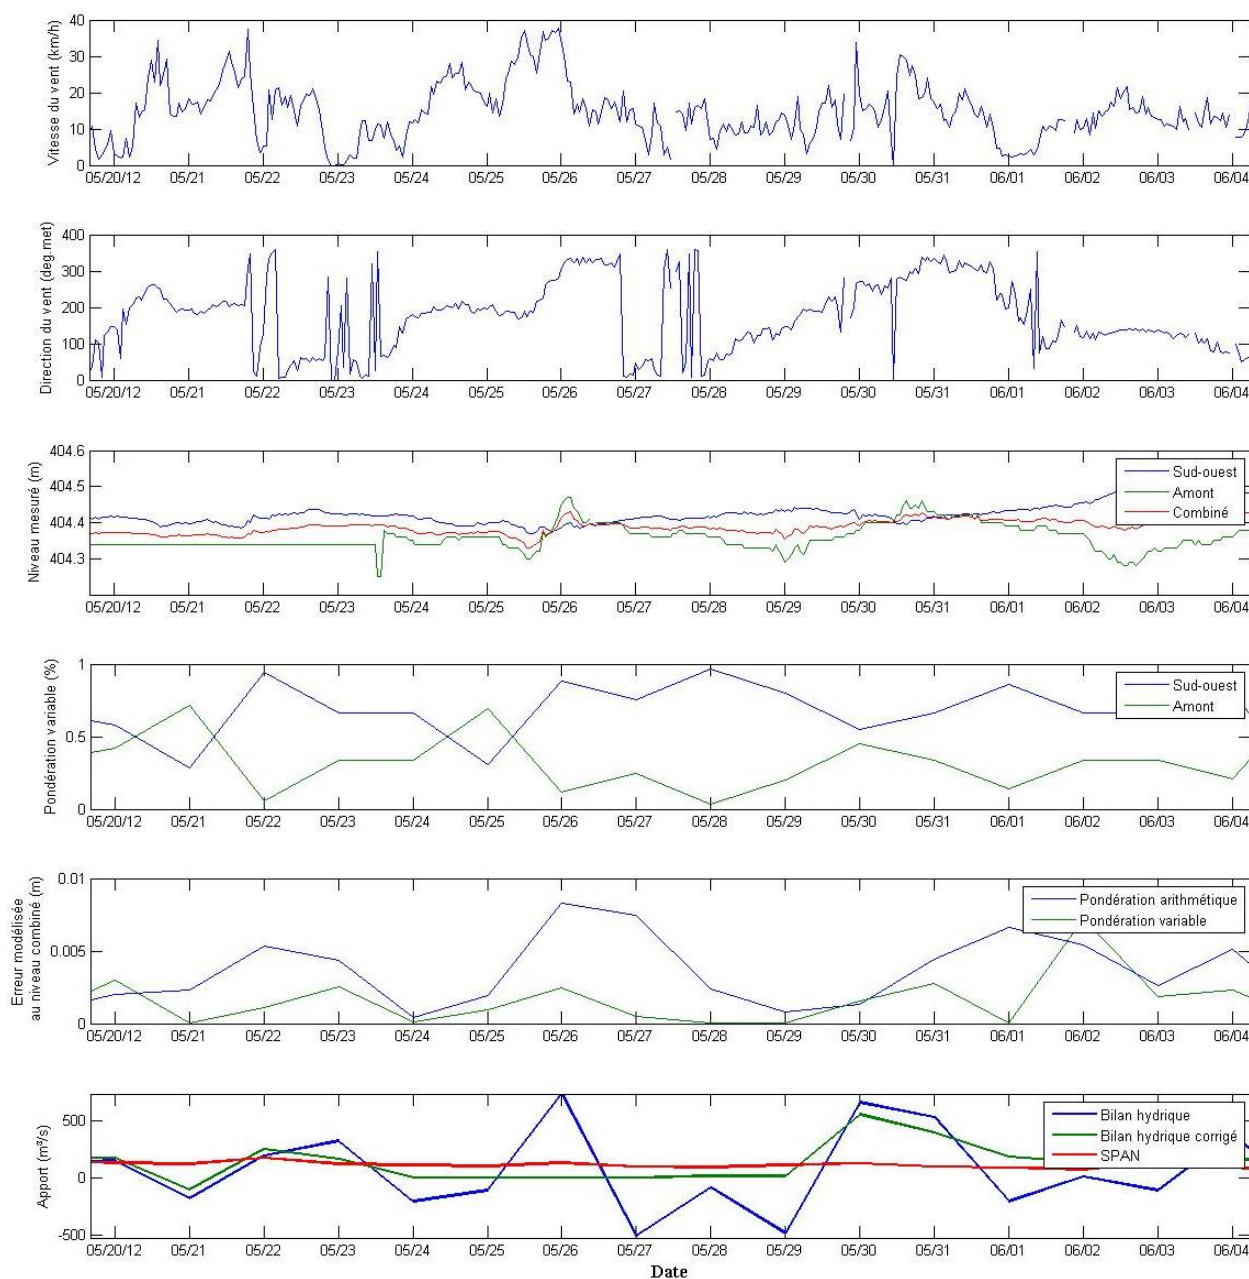 Vitesse du vent (km/h)
40
30
20
10
0
05/20/12 05/21 05/22 05/23 05/24 05/25 05/26 05/27 05/28 05/29 05/30 05/31 06/01 06/02 06/03 06/04
Direction du vent (deg.met)
400
300
200
100
0
05/20/12 05/21 05/22 05/23 05/24 05/25 05/26 05/27 05/28 05/29 05/30 05/31 06/01 06/02 06/03 06/04
Niveau mesuré (m)
404.6
404.5
404.4
404.3
Sud-ouest
Amont
Combiné
05/20/12 05/21 05/22 05/23 05/24 05/25 05/26 05/27 05/28 05/29 05/30 05/31 06/01 06/02 06/03 06/04
Pondération variable (%)
1
0.5
0
Sud-ouest
Amont
05/20/12 05/21 05/22 05/23 05/24 05/25 05/26 05/27 05/28 05/29 05/30 05/31 06/01 06/02 06/03 06/04
Erreur modélisée
au niveau combiné (m)
0.01
0.005
0
Pondération arithmétique
Pondération variable
05/20/12 05/21 05/22 05/23 05/24 05/25 05/26 05/27 05/28 05/29 05/30 05/31 06/01 06/02 06/03 06/04
Apport (m³/s)
500
0
-500
Bilan hydrique
Bilan hydrique corrigé
SPAN
05/20/12 05/21 05/22 05/23 05/24 05/25 05/26 05/27 05/28 05/29 05/30 05/31 06/01 06/02 06/03 06/04
Date